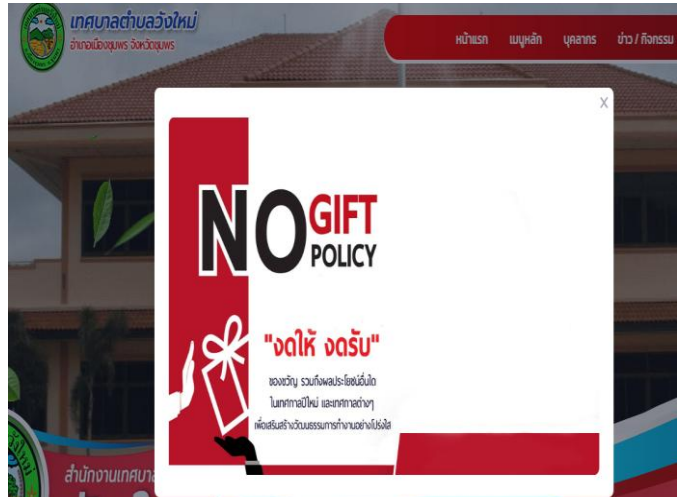 เทศบาลตำบลวังใหม่
อำเภอเมืองชุมพร จังหวัดชุมพร
หน้าแรก เมนูหลัก บุคลากร ข่าว / กิจกรรม
X
NO GIFT
POLICY
"งดให้ งดรับ"
ของขวัญ รวมถึงผลประโยชน์อื่นใด
ในเทศกาลปีใหม่ และเทศกาลต่างๆ
เพื่อเสริมสร้างวัฒนธรรมการทำงานอย่างโปร่งใส
สำนักงานเทศบาล